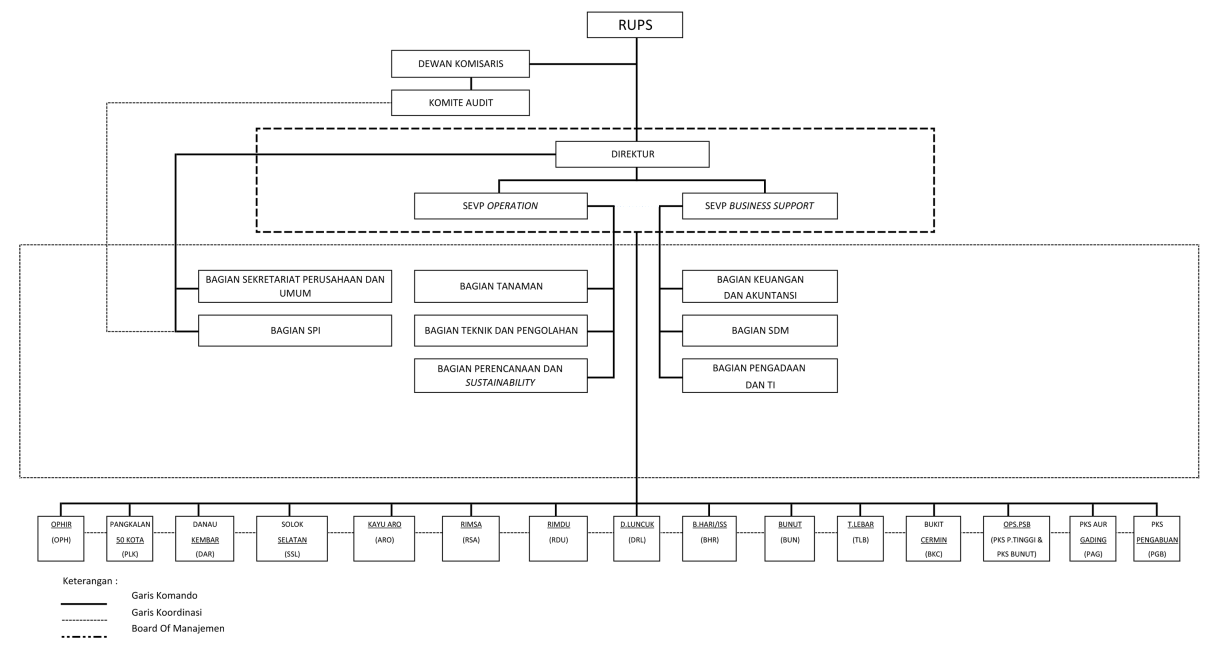 RUPS
DEWAN KOMISARIS
KOMITE AUDIT
DIREKTUR
SEVP OPERATION
SEVP BUSINESS SUPPORT
BAGIAN SEKRETARIAT PERUSAHAAN DAN
UMUM
BAGIAN TANAMAN
BAGIAN KEUANGAN
DAN AKUNTANSI
BAGIAN SPI
BAGIAN TEKNIK DAN PENGOLAHAN
BAGIAN SDM
BAGIAN PERENCANAAN DAN
SUSTAINABILITY
BAGIAN PENGADAAN
DAN TI
OPHIR
(OPH)
PANGKALAN
50 KOTA
(PLK)
DANAU
KEMBAR
(DAR)
SOLOK
SELATAN
(SSL)
KAYU ARO
(ARO)
RIMSA
(RSA)
RIMDU
(RDU)
D.LUNCUK
(DRL)
B.HARI/ISS
(BHR)
BUNUT
(BUN)
T.LEBAR
(TLB)
BUKIT
CERMIN
(BKC)
OPS.PSB
(PKS P.TINGGI &
PKS BUNUT)
PKS AUR
GADING
(PAG)
PKS
PENGABUAN
(PGB)
Keterangan :
Garis Komando
Garis Koordinasi
Board Of Manajemen